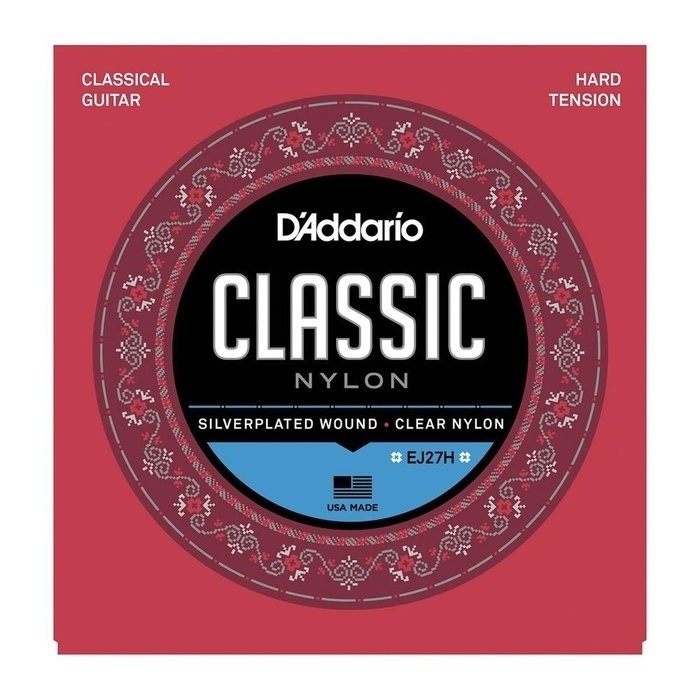 CLASSICAL
GUITAR
HARD
TENSION
D'Addario
CLASSIC
NYLON
SILVERPLATED WOUND • CLEAR NYLON
EJ27H
USA MADE